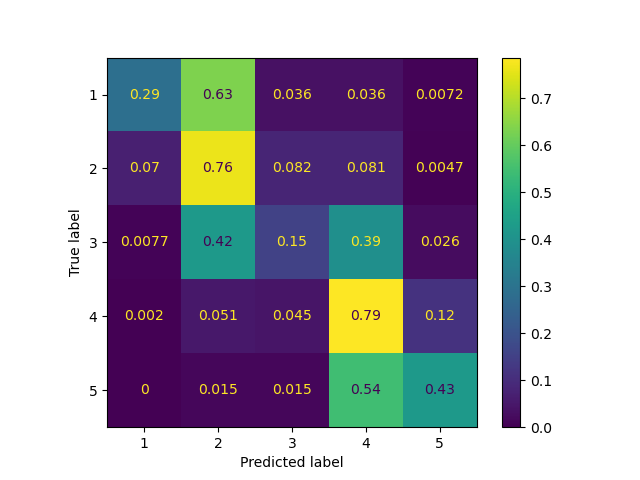 True label
1 0.29 0.63 0.036 0.036 0.0072
2 0.07 0.76 0.082 0.081 0.0047
3 0.0077 0.42 0.15 0.39 0.026
4 0.002 0.051 0.045 0.79 0.12
5 0 0.015 0.015 0.54 0.43
1 2 3 4 5
Predicted label
0.7
0.6
0.5
0.4
0.3
0.2
0.1
0.0